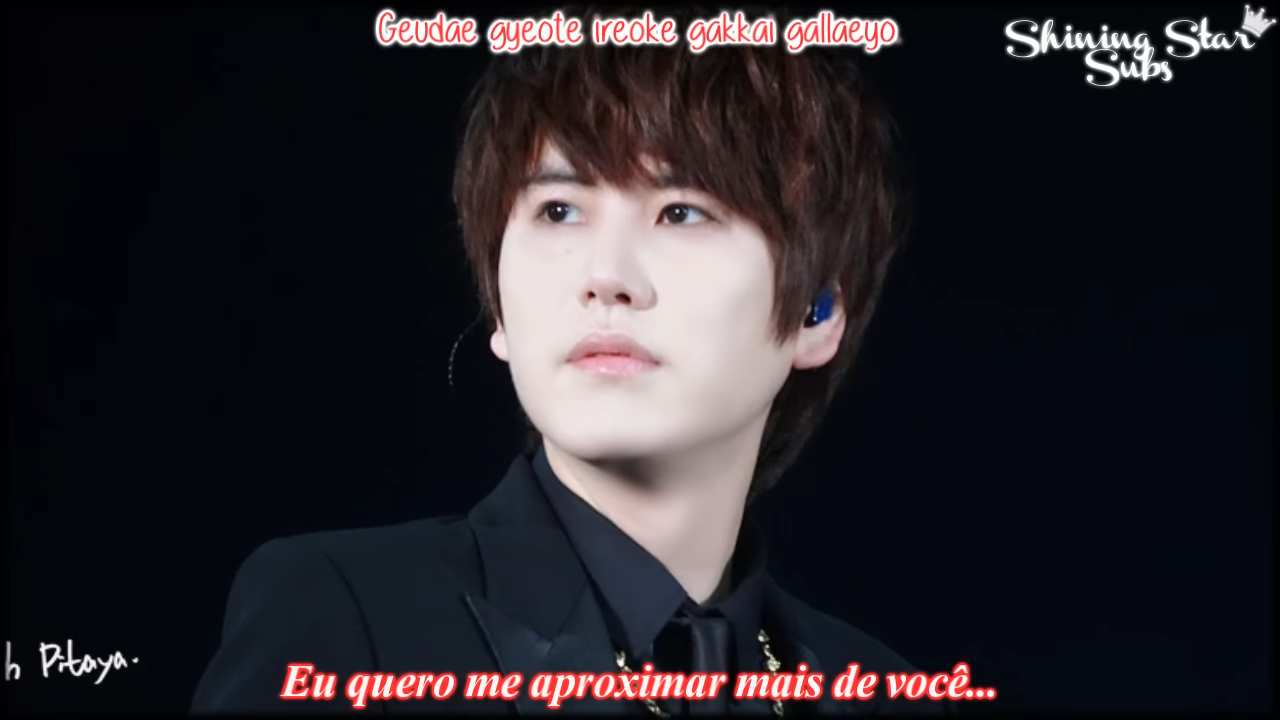 Geudae gyeote ireoke gakkai gallaeyo
Shining Star
Subs
h Pitaya.
Eu quero me aproximar mais de você...